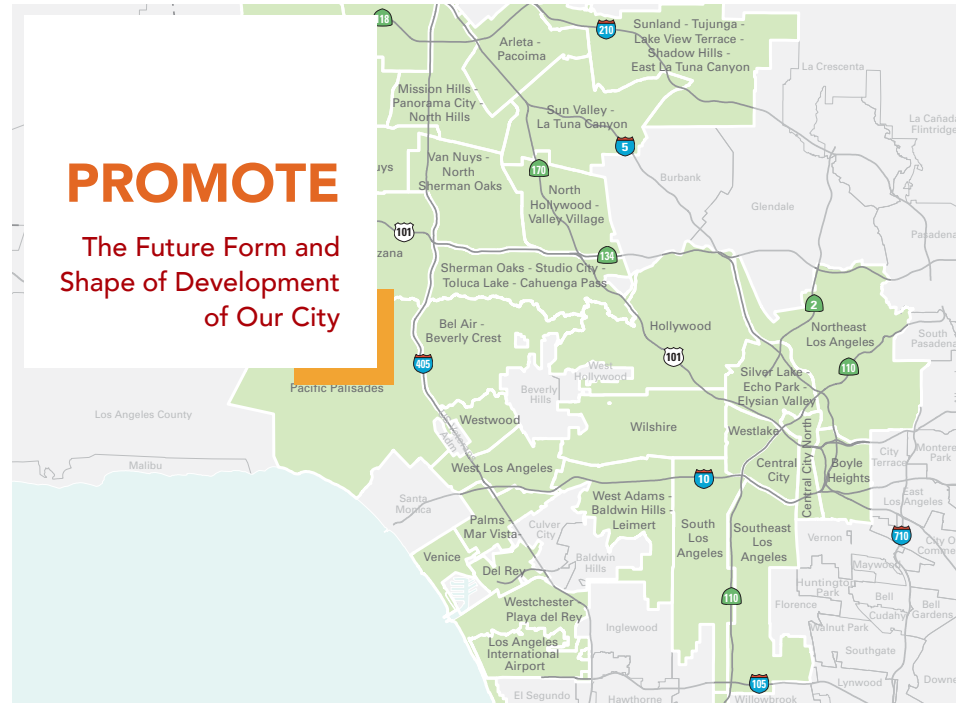 PROMOTE
The Future Form and
Shape of Development
of Our City
118
Arleta -
Pacoima
210
Sunland - Tujunga -
Lake View Terrace -
Shadow Hills -
East La Tuna Canyon
La Crescenta
Mission Hills -
Panorama City -
North Hills
Sun Valley -
La Tuna Canyon
La Cañada
Flintridge
5
uys
Van Nuys -
North
Sherman Oaks
170
North
Hollywood -
Valley Village
Burbank
Glendale
Pasadena
101
zana
134
Sherman Oaks - Studio City -
Toluca Lake - Cahuenga Pass
Bel Air -
Beverly Crest
Hollywood
2
Northeast
Los Angeles
South
Pasadena
405
101
110
Pacific Palisades
West
Hollywood
Beverly
Hills
Silver Lake -
Echo Park -
Elysian Valley
Los Angeles County
Westwood
Wilshire
Westlake
Central City North
Malibu
West Los Angeles
Central
City
Boyle
Heights
City
Terrace
Monterey
Park
10
Santa
Monica
West Adams -
Baldwin Hills -
Leimert
East
Los Angeles
Palms -
Mar Vista
Culver
City
South
Los
Angeles
Southeast
Los
Angeles
Vernon
710
City O
Comme
Venice
Baldwin
Hills
Maywood
Del Rey
Huntington
Park
Bell
Bell
Gardens
Westchester
Playa del Rey
110
Florence
Cudahy
Inglewood
Walnut Park
Los Angeles
International
Airport
Southgate
105
Lynwood
Downe
El Segundo
Hawthorne
Willowbrook